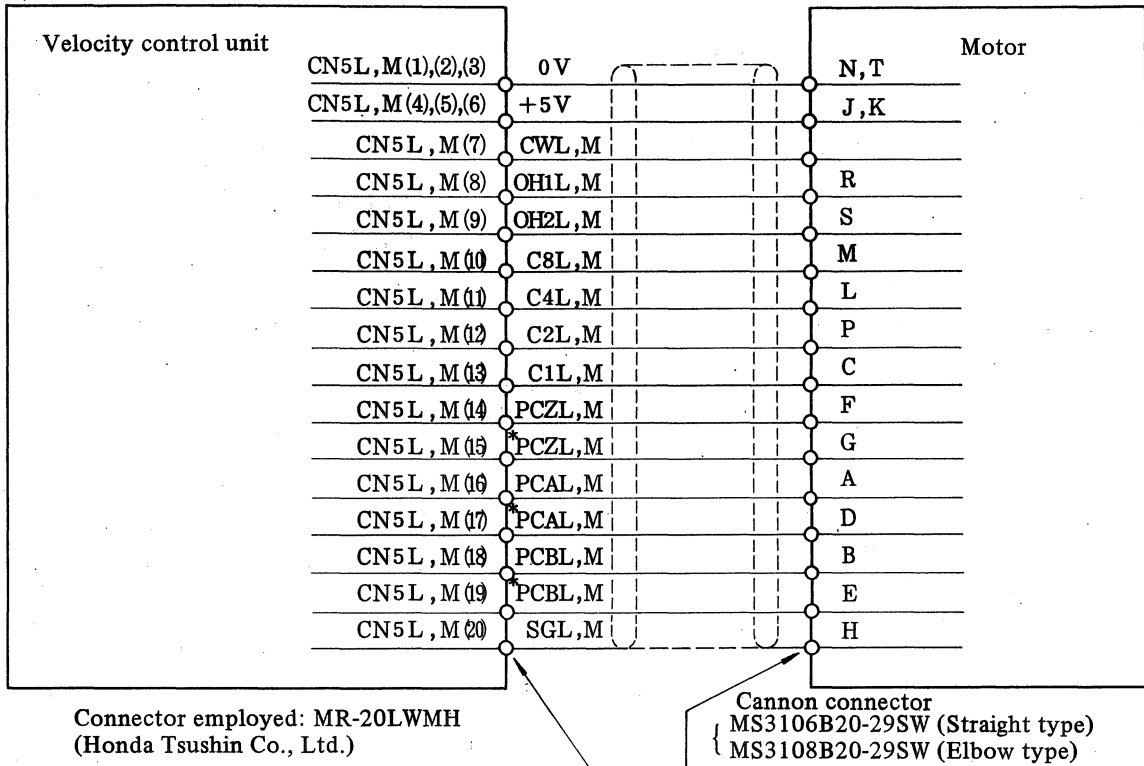 Velocity control unit
Motor
CN5L,M(1),(2),(3) 0V N,T
CN5L,M(4),(5),(6) +5V J,K
CN5L,M(7) CWL,M
CN5L,M(8) OH1L,M R
CN5L,M(9) OH2L,M S
CN5L,M(10) C8L,M M
CN5L,M(11) C4L,M L
CN5L,M(12) C2L,M P
CN5L,M(13) C1L,M C
CN5L,M(14) PCZL,M F
CN5L,M(15) *PCZL,M G
CN5L,M(16) PCAL,M A
CN5L,M(17) *PCAL,M D
CN5L,M(18) PCBL,M B
CN5L,M(19) *PCBL,M E
CN5L,M(20) SGL,M H
Connector employed: MR-20LWMH
(Honda Tsushin Co., Ltd.)
Cannon connector
MS3106B20-29SW (Straight type)
MS3108B20-29SW (Elbow type)